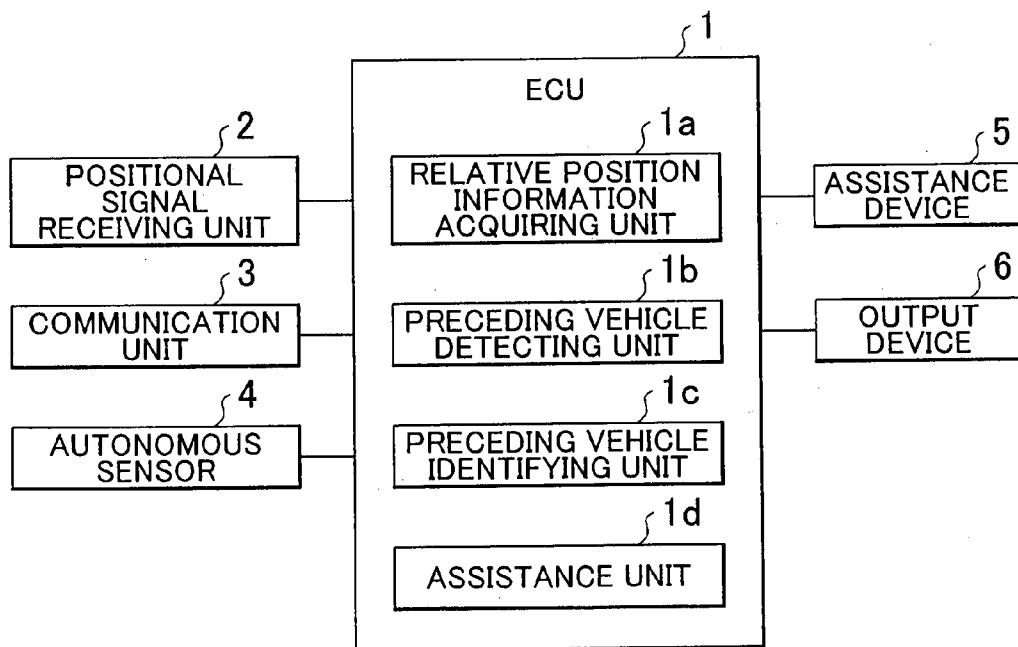 1
ECU
2
POSITIONAL
SIGNAL
RECEIVING UNIT
3
COMMUNICATION
UNIT
4
AUTONOMOUS
SENSOR
1a
RELATIVE POSITION
INFORMATION
ACQUIRING UNIT
1b
PRECEDING VEHICLE
DETECTING UNIT
1c
PRECEDING VEHICLE
IDENTIFYING UNIT
1d
ASSISTANCE UNIT
5
ASSISTANCE
DEVICE
6
OUTPUT
DEVICE